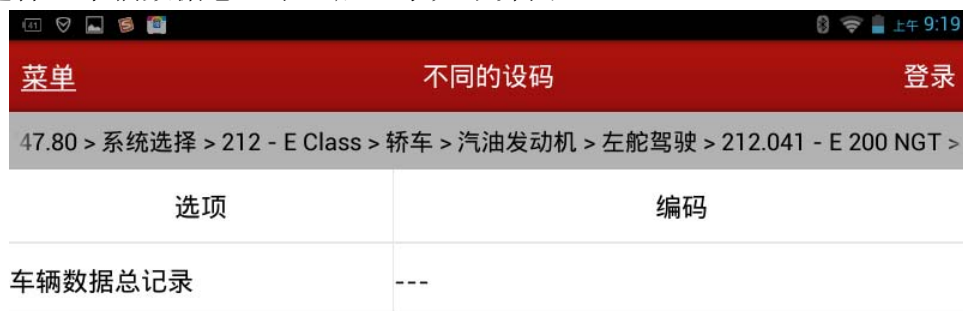 41
上午 9:19
菜单 不同的设码 登录
47.80 > 系统选择 > 212 - E Class > 轿车 > 汽油发动机 > 左舵驾驶 > 212.041 - E 200 NGT >
选项 编码
车辆数据总记录 ---